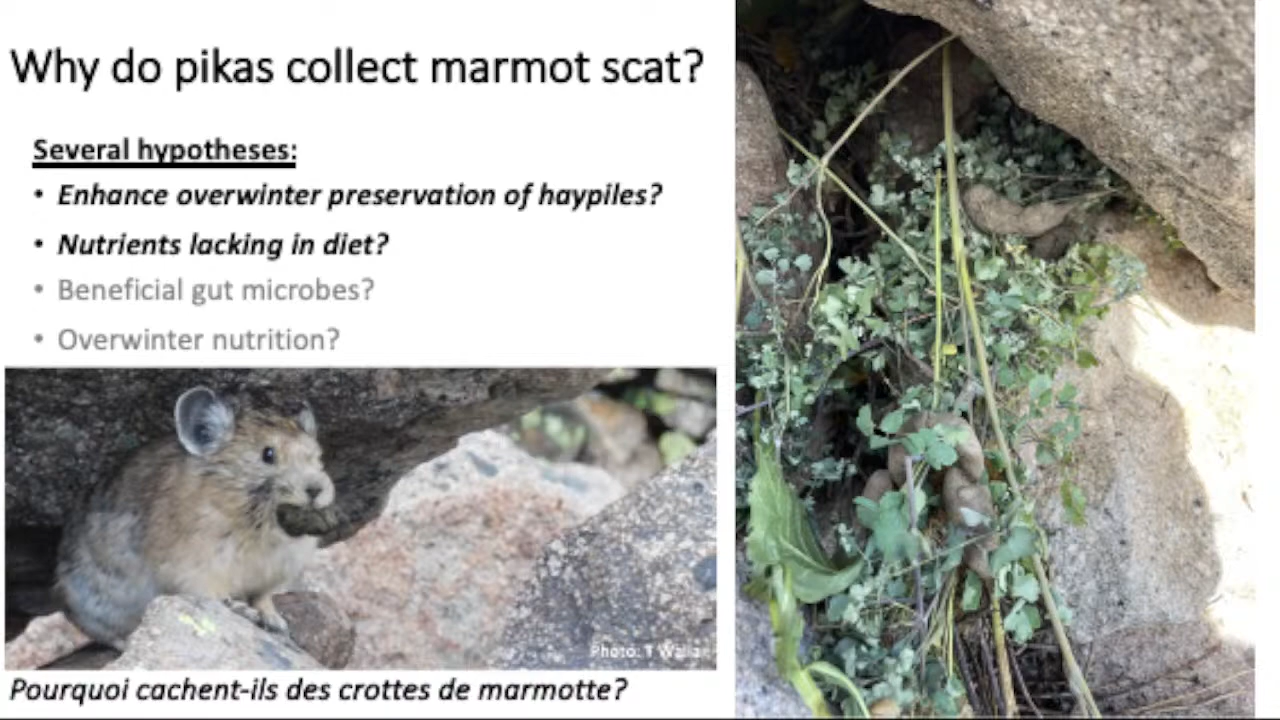 Why do pikas collect marmot scat?
Several hypotheses:
• Enhance overwinter preservation of haypiles?
• Nutrients lacking in diet?
• Beneficial gut microbes?
• Overwinter nutrition?
Photo: T
Pourquoi cachent-ils des crottes de marmotte?